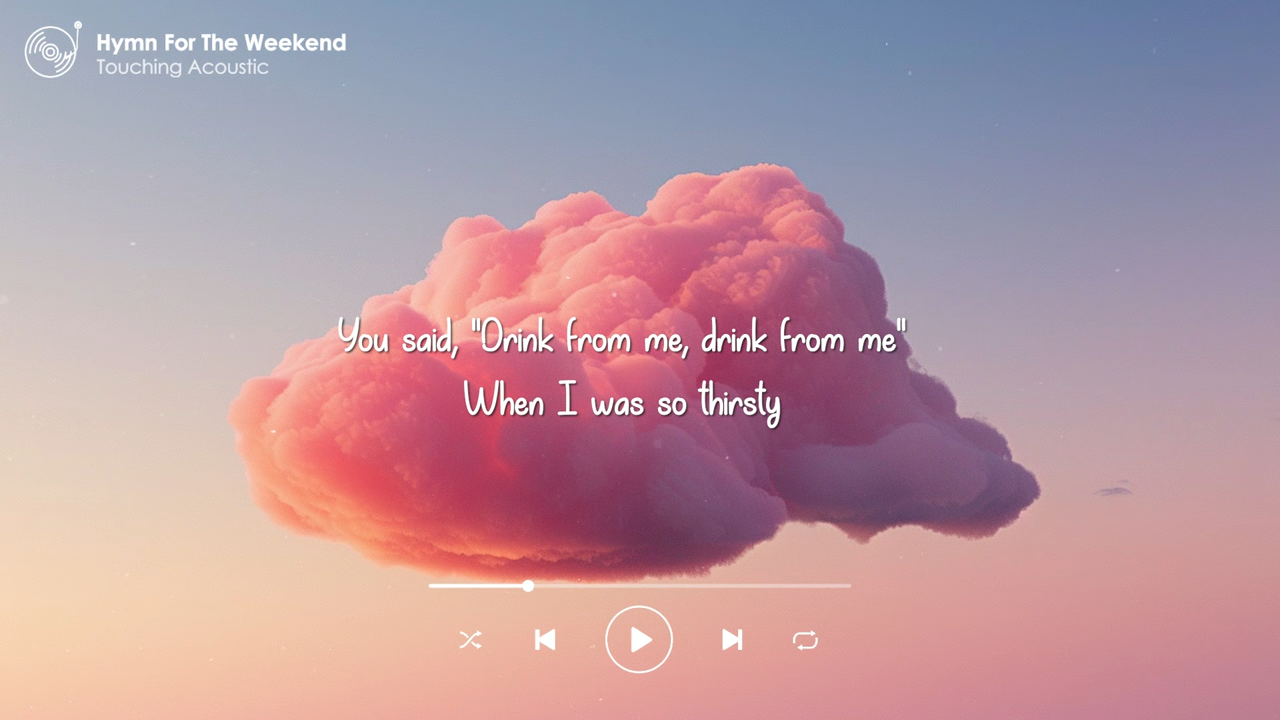 Hymn For The Weekend
Touching Acoustic
You said, "Drink from me, drink from me"
When I was so thirsty